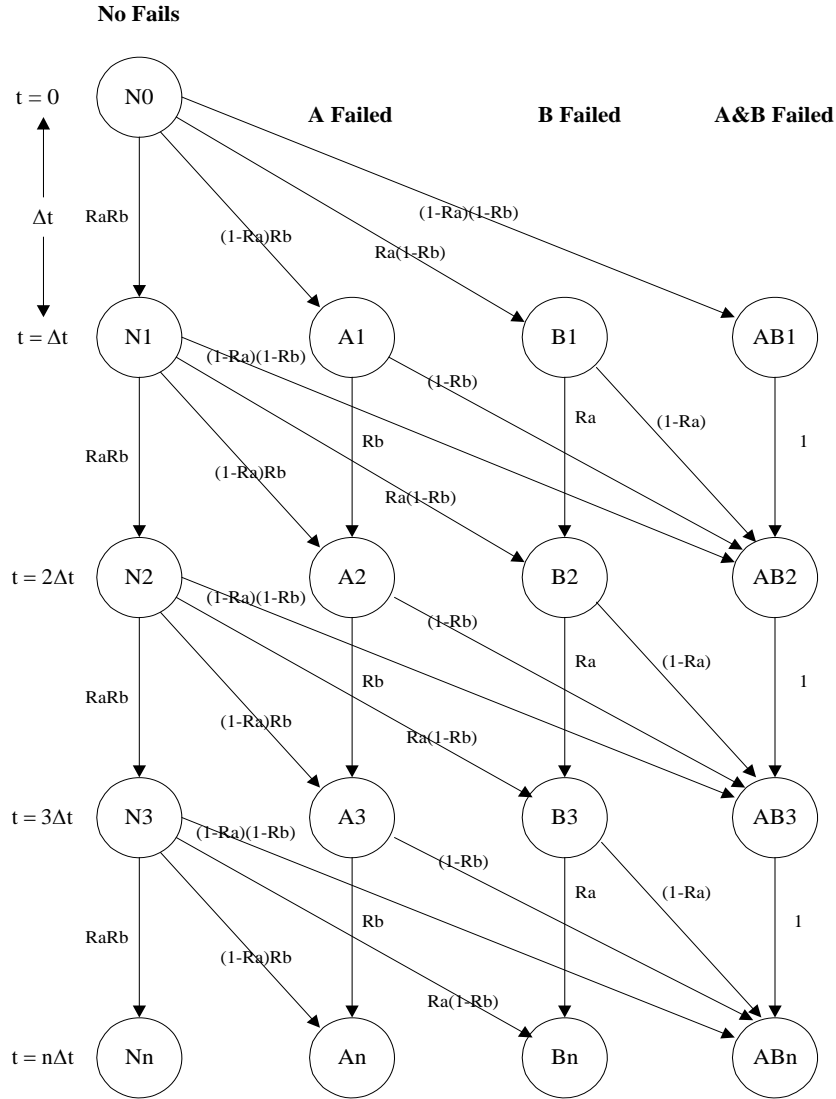 No Fails
t = 0
N0
A Failed
B Failed
A&B Failed
Δt
RaRb
(1-Ra)Rb
Ra(1-Rb)
(1-Ra)(1-Rb)
t = Δt
N1
A1
B1
AB1
(1-Ra)(1-Rb)
(1-Rb)
RaRb
(1-Ra)Rb
Rb
Ra(1-Rb)
Ra
(1-Ra)
1
t = 2Δt
N2
A2
B2
AB2
(1-Ra)(1-Rb)
(1-Rb)
RaRb
(1-Ra)Rb
Rb
Ra(1-Rb)
Ra
(1-Ra)
1
t = 3Δt
N3
A3
B3
AB3
(1-Ra)(1-Rb)
(1-Rb)
RaRb
(1-Ra)Rb
Rb
Ra(1-Rb)
Ra
(1-Ra)
1
t = nΔt
Nn
An
Bn
ABn